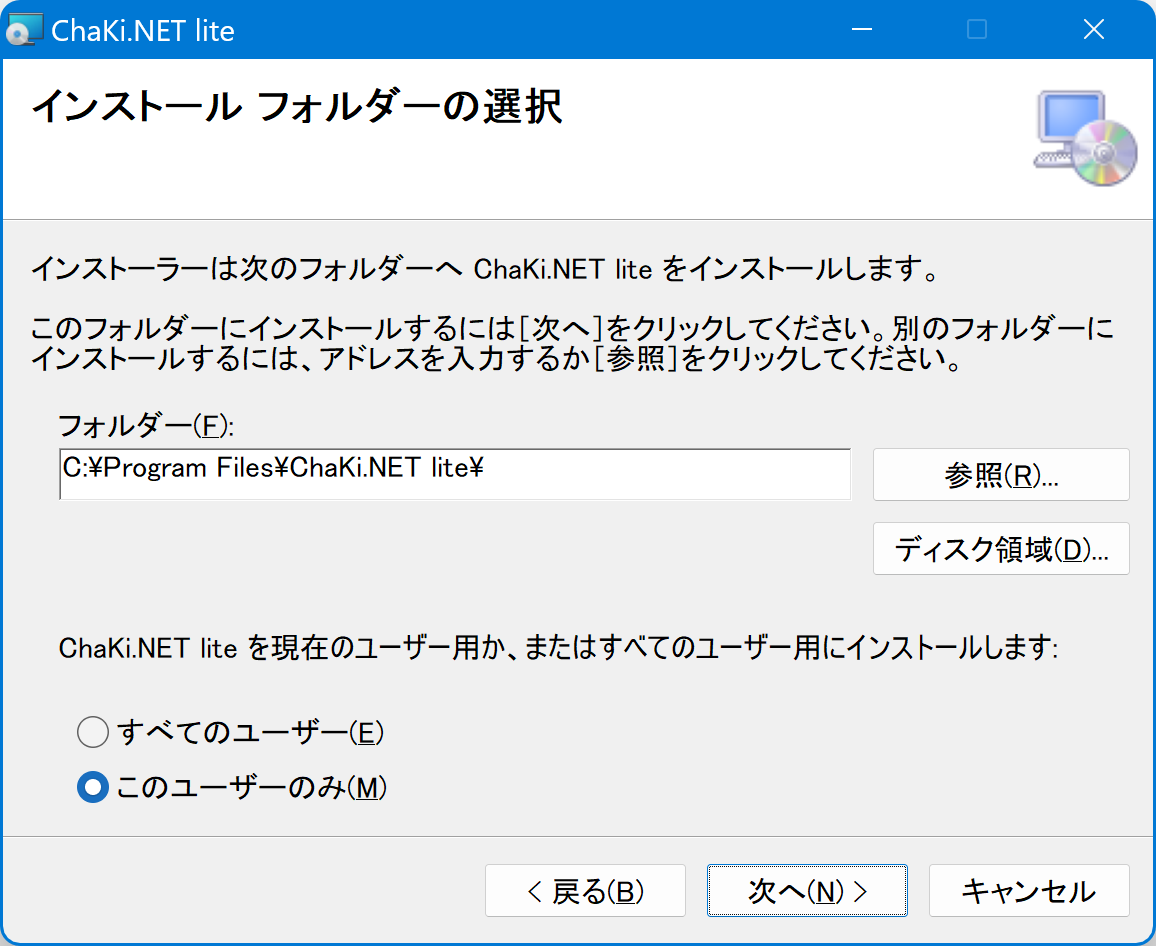 ChaKi.NET lite
インストール フォルダーの選択
インストーラーは次のフォルダーへ ChaKi.NET lite をインストールします。
このフォルダーにインストールするには[次へ]をクリックしてください。別のフォルダーに
インストールするには、アドレスを入力するか[参照]をクリックしてください。
フォルダー(F):
C:¥Program Files¥ChaKi.NET lite¥
参照(R)...
ディスク領域(D)...
ChaKi.NET lite を現在のユーザー用か、またはすべてのユーザー用にインストールします:
すべてのユーザー(E)
このユーザーのみ(M)
< 戻る(B)
次へ(N) >
キャンセル